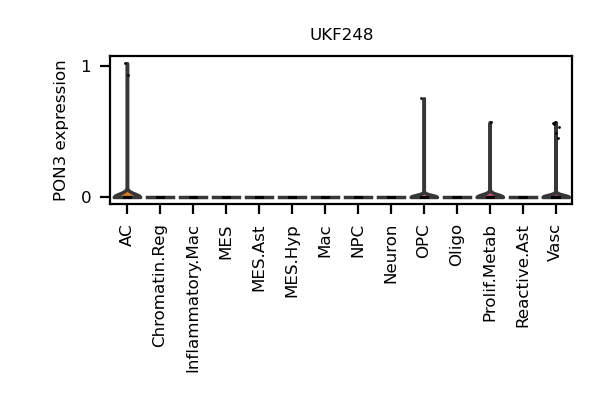 UKF248
PON3 expression
1
0
AC
Chromatin.Reg
Inflammatory.Mac
MES
MES.Ast
MES.Hyp
Mac
NPC
Neuron
OPC
Oligo
Prolif.Metab
Reactive.Ast
Vasc